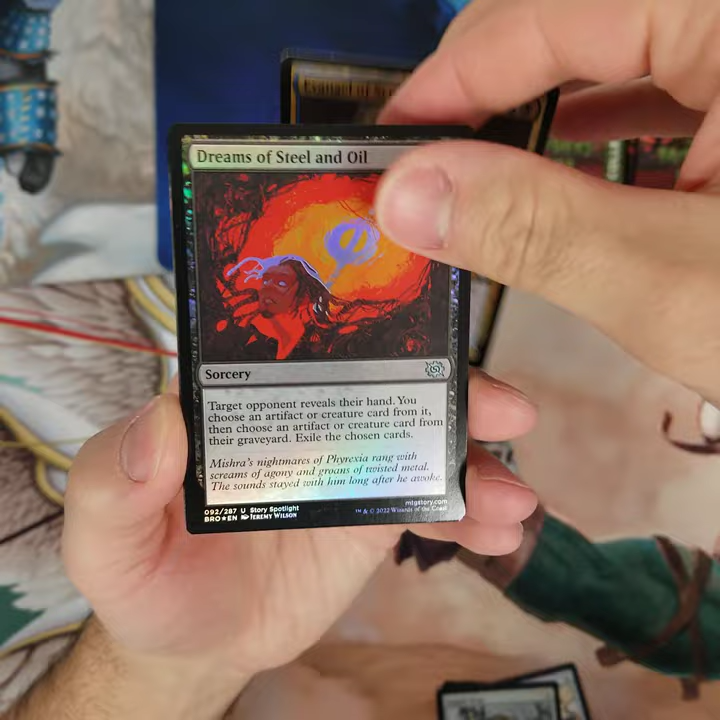 Dreams of Steel and Oil
Sorcery
Target opponent reveals their hand. You
choose an artifact or creature card from it,
then choose an artifact or creature card from
their graveyard. Exile the chosen cards.
Mishra's nightmares of Phyrexia rang with
screams of agony and groans of twisted metal.
The sounds stayed with him long after he awoke.
mtgstory.com
092/287 U Story Spotlight
BRO★EN Jeremy Wilson
™ & © 2022 Wizards of the Coast